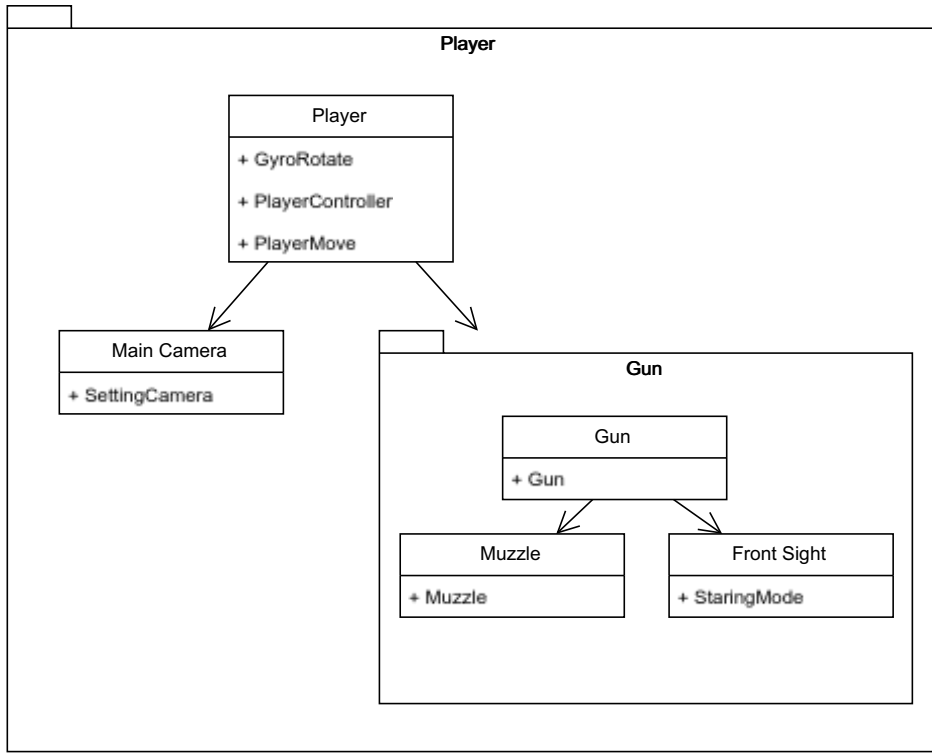 Player
Player
+ GyroRotate
+ PlayerController
+ PlayerMove
Main Camera
+ SettingCamera
Gun
Gun
+ Gun
Muzzle
+ Muzzle
Front Sight
+ StaringMode